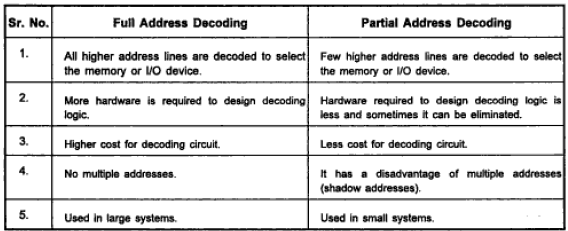 Sr. No. Full Address Decoding Partial Address Decoding
1. All higher address lines are decoded to select Few higher address lines are decoded to select
the memory or I/O device. the memory or I/O device.
2. More hardware is required to design decoding Hardware required to design decoding logic is
logic. less and sometimes it can be eliminated.
3. Higher cost for decoding circuit. Less cost for decoding circuit.
4. No multiple addresses. It has a disadvantage of multiple addresses
(shadow addresses).
5. Used in large systems. Used in small systems.